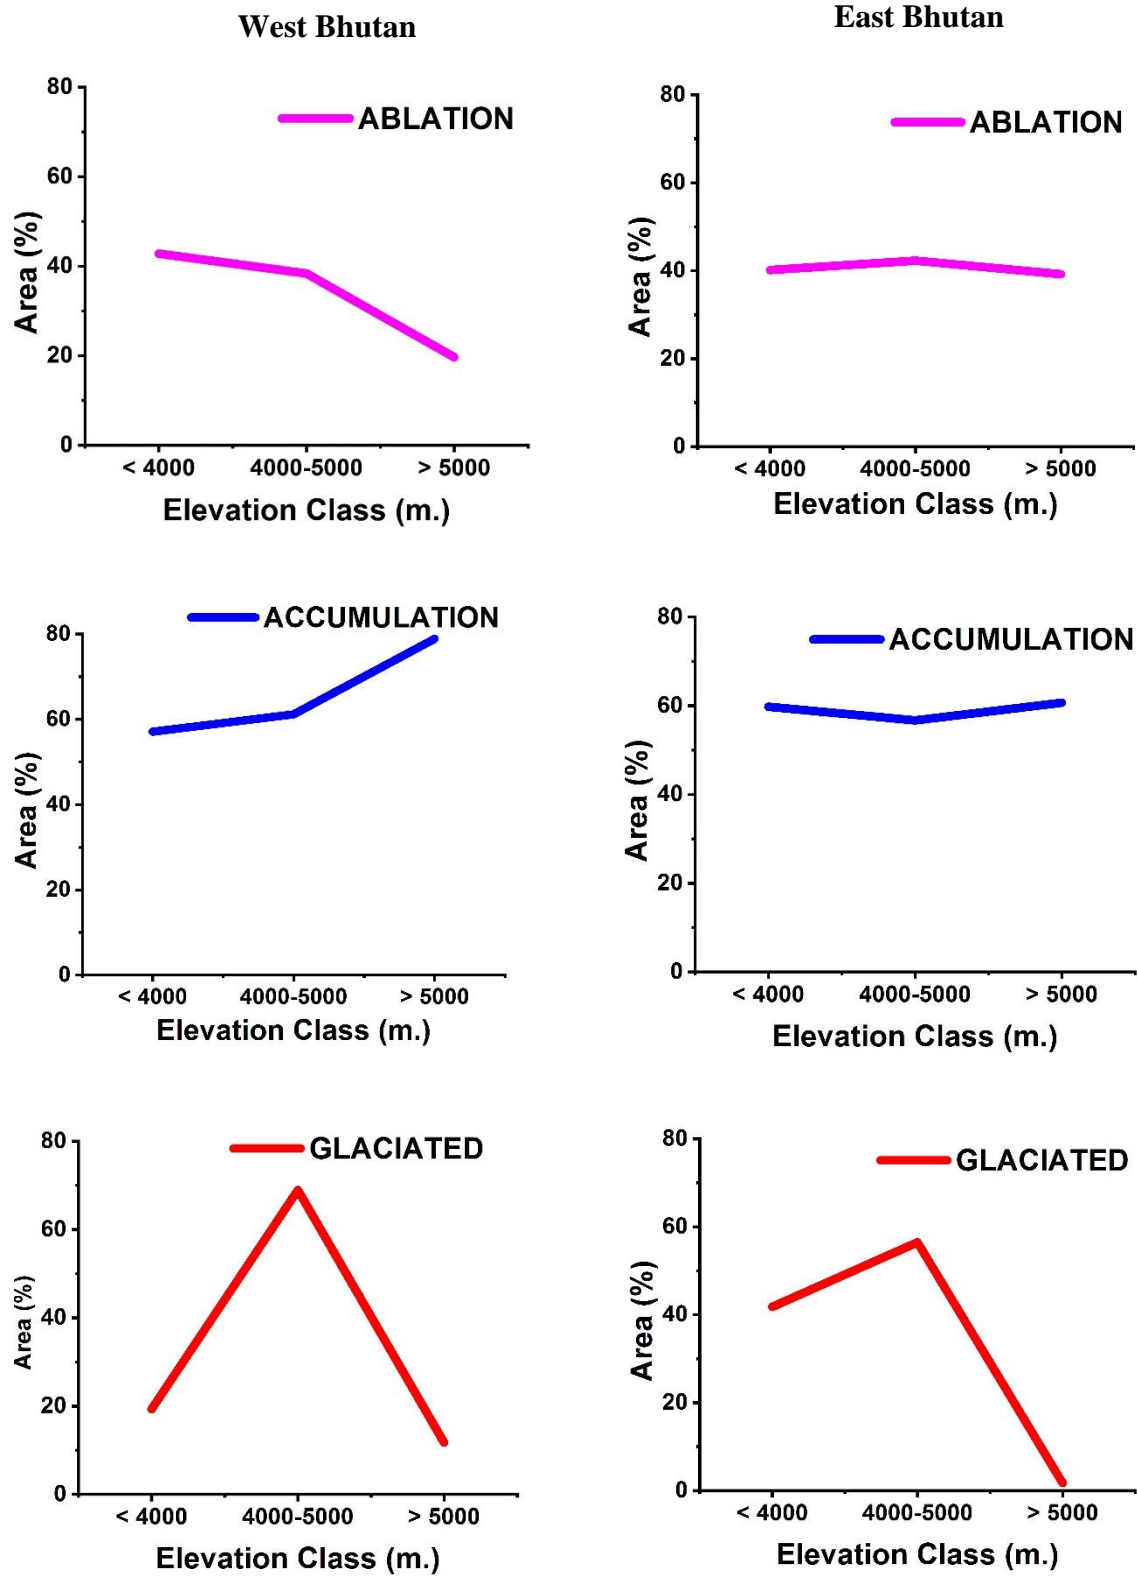 West Bhutan
East Bhutan
ABLATION
80
60
40
20
0
Area (%)
< 4000 4000-5000 > 5000
Elevation Class (m.)
ABLATION
80
60
40
20
0
Area (%)
< 4000 4000-5000 > 5000
Elevation Class (m.)
ACCUMULATION
80
60
40
20
0
Area (%)
< 4000 4000-5000 > 5000
Elevation Class (m.)
ACCUMULATION
80
60
40
20
0
Area (%)
< 4000 4000-5000 > 5000
Elevation Class (m.)
GLACIATED
80
60
40
20
0
Area (%)
< 4000 4000-5000 > 5000
Elevation Class (m.)
GLACIATED
80
60
40
20
0
Area (%)
< 4000 4000-5000 > 5000
Elevation Class (m.)